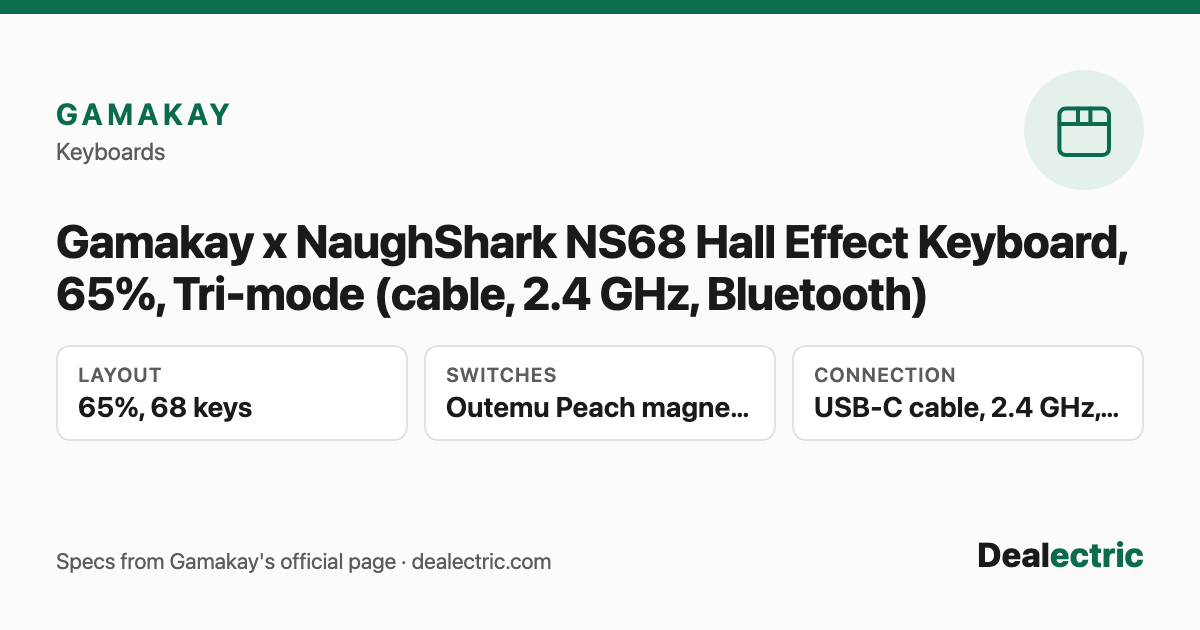 GAMAKAY
Keyboards
Gamakay x NaughShark NS68 Hall Effect Keyboard,
65%, Tri-mode (cable, 2.4 GHz, Bluetooth)
LAYOUT
65%, 68 keys
SWITCHES
Outemu Peach magne...
CONNECTION
USB-C cable, 2.4 GHz,...
Specs from Gamakay's official page · dealectric.com
Dealectric